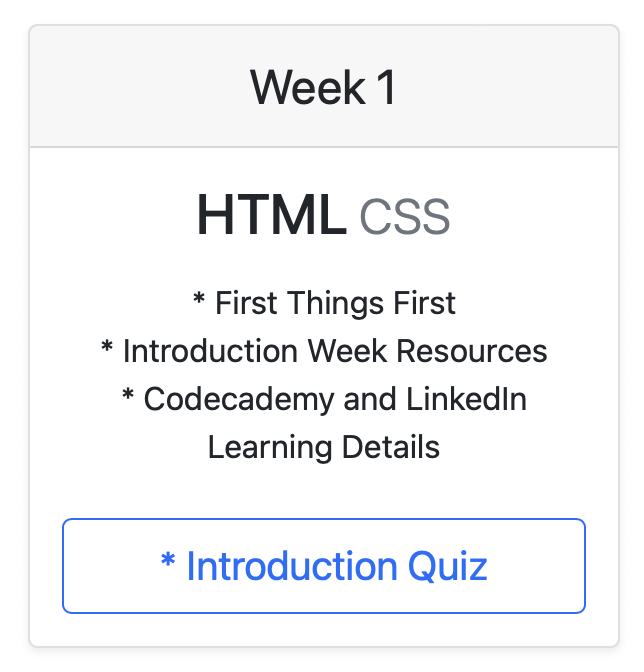 Week 1
HTML CSS
* First Things First
* Introduction Week Resources
* Codecademy and LinkedIn
Learning Details
* Introduction Quiz